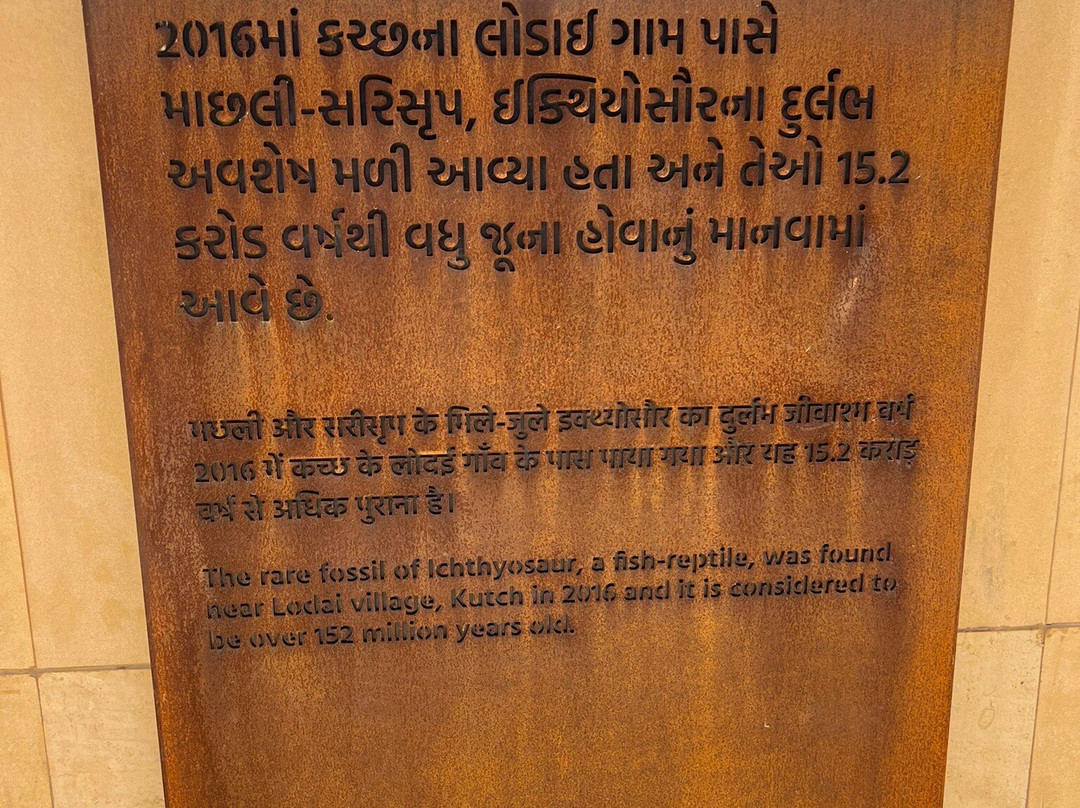 2016માં કચ્છના લોડાઈ ગામ પાસે
માછલી-સરિસૃપ, ઈક્થિયોસૌરના દુર્લભ
અવશેષ મળી આવ્યા હતા અને તેઓ 15.2
કરોડ વર્ષથી વધુ જૂના હોવાનું માનવામાં
આવે છે.
मछली और सरीसृप के मिले-जुले इक्थ्योसौर का दुर्लभ जीवाश्म वर्ष
2016 में कच्छ के लोदई गाँव के पास पाया गया और यह 15.2 करोड़
वर्ष से अधिक पुराना है।
The rare fossil of Ichthyosaur, a fish-reptile, was found
near Lodai village, Kutch in 2016 and it is considered to
be over 152 million years old.